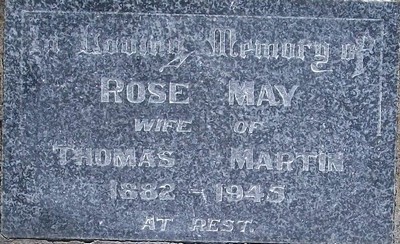 In Loving Memory of
ROSE MAY
WIFE OF
THOMAS MARTIN
1882 - 1945.
AT REST.